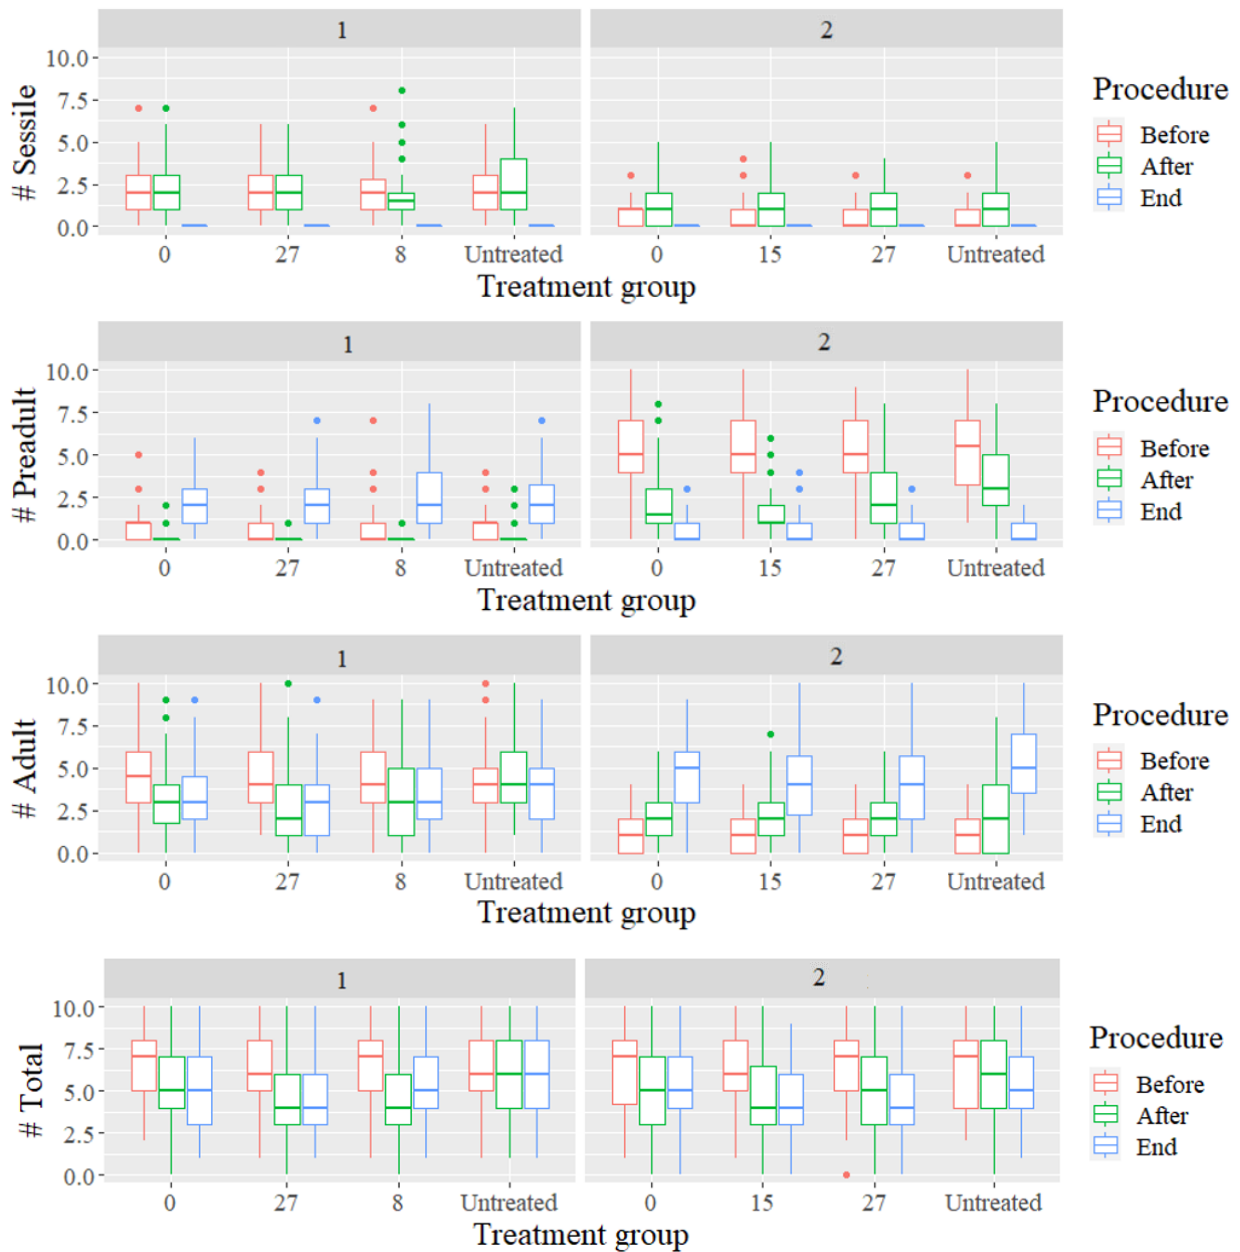 1 2
# Sessile
10.0
7.5
5.0
2.5
0.0
0 27 8 Untreated 0 15 27 Untreated
Treatment group
Procedure
Before
After
End
1 2
# Preadult
10.0
7.5
5.0
2.5
0.0
0 27 8 Untreated 0 15 27 Untreated
Treatment group
Procedure
Before
After
End
1 2
# Adult
10.0
7.5
5.0
2.5
0.0
0 27 8 Untreated 0 15 27 Untreated
Treatment group
Procedure
Before
After
End
1 2
# Total
10.0
7.5
5.0
2.5
0.0
0 27 8 Untreated 0 15 27 Untreated
Treatment group
Procedure
Before
After
End